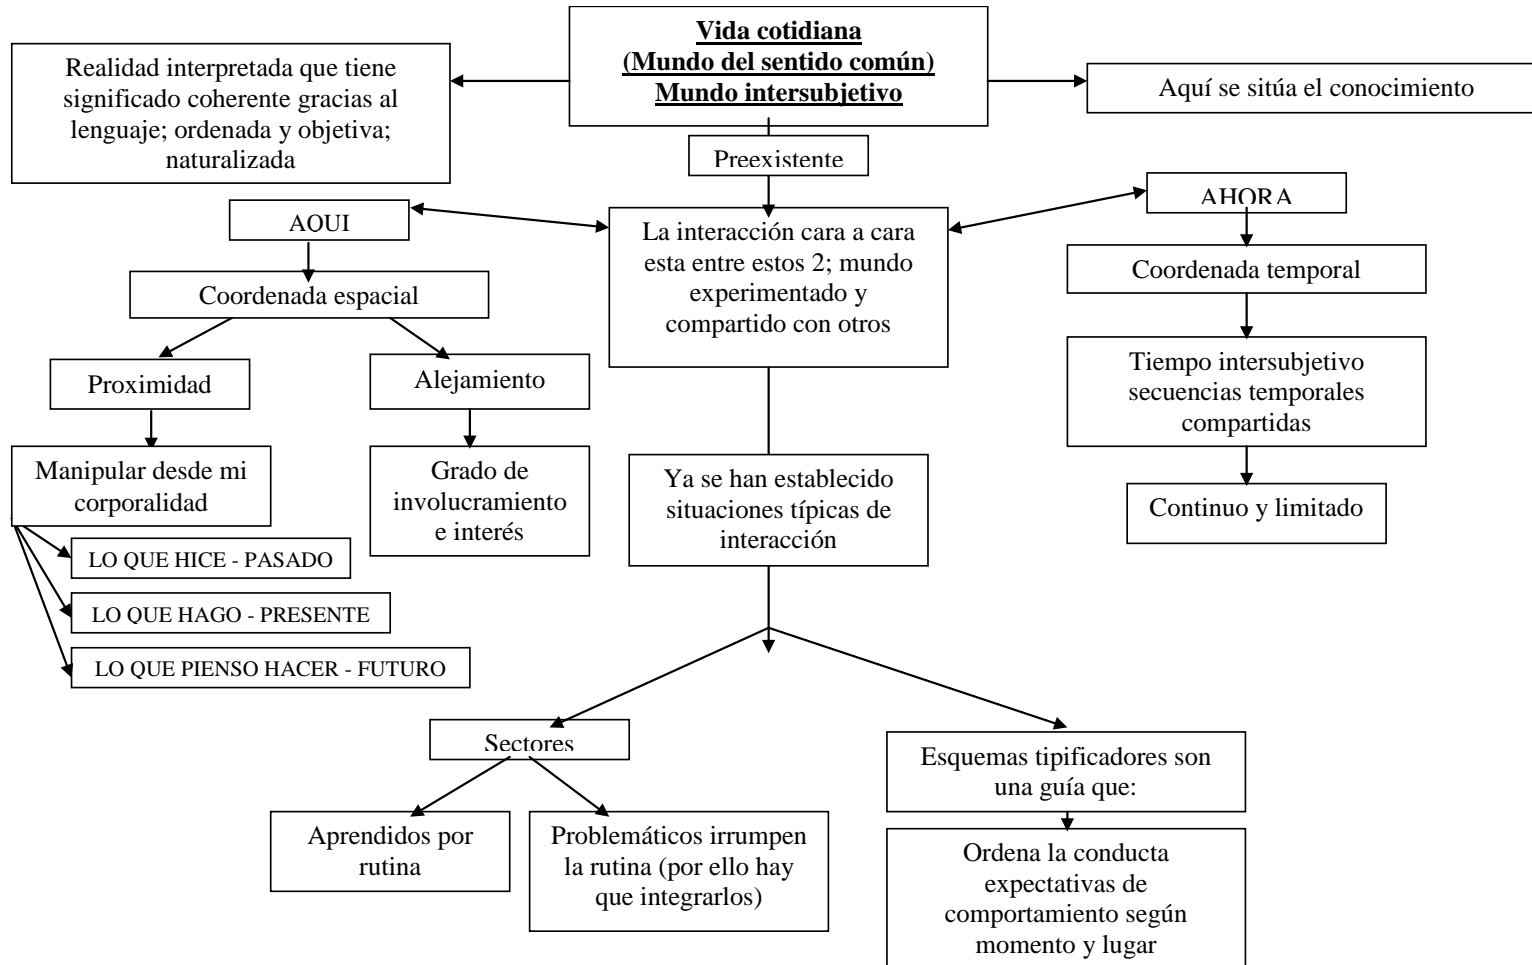 Vida cotidiana
(Mundo del sentido común)
Mundo intersubjetivo
Realidad interpretada que tiene
significado coherente gracias al
lenguaje; ordenada y objetiva;
naturalizada
Aquí se sitúa el conocimiento
Preexistente
AQUI
La interacción cara a cara
esta entre estos 2; mundo
experimentado y
compartido con otros
AHORA
Coordenada espacial
Coordenada temporal
Proximidad
Alejamiento
Tiempo intersubjetivo
secuencias temporales
compartidas
Manipular desde mi
corporalidad
Grado de
involucramiento
e interés
Ya se han establecido
situaciones típicas de
interacción
Continuo y limitado
LO QUE HICE - PASADO
LO QUE HAGO - PRESENTE
LO QUE PIENSO HACER - FUTURO
Sectores
Esquemas tipificadores son
una guía que:
Aprendidos por
rutina
Problemáticos irrumpen
la rutina (por ello hay
que integrarlos)
Ordena la conducta
expectativas de
comportamiento según
momento y lugar